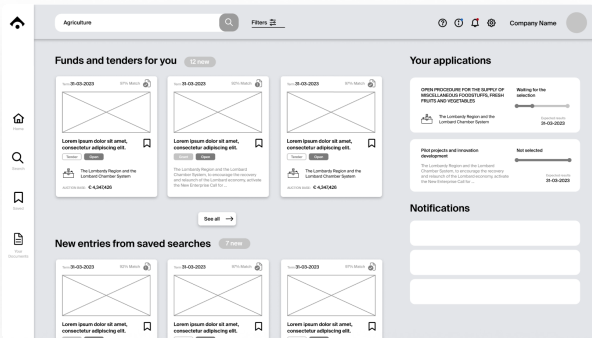 Agriculture
Filters
Company Name
Home
Search
Saved
Your
Documents
Funds and tenders for you
12 new
31-03-2023
97% Match
Lorem ipsum dolor sit amet,
consectetur adipiscing elit.
Tender
Open
The Lombardy Region and the
Lombard Chamber System
€ 4,347,426
31-03-2023
Match
Lorem ipsum dolor sit amet,
consectetur adipiscing elit.
Open
The Lombardy Region and the Lombard
Chamber System, to encourage the recovery
and relaunch of the Lombard economy, activate
the New Enterprise Call for ...
31-03-2023
Match
Lorem ipsum dolor sit amet,
consectetur adipiscing elit.
Tender
Open
The Lombardy Region and the
Lombard Chamber System
€ 4,347,426
See all
New entries from saved searches
7 new
31-03-2023
Match
Lorem ipsum dolor sit amet,
consectetur adipiscing elit.
31-03-2023
Match
Lorem ipsum dolor sit amet,
consectetur adipiscing elit.
31-03-2023
Match
Lorem ipsum dolor sit amet,
consectetur adipiscing elit.
Your applications
OPEN PROCEDURE FOR THE SUPPLY OF
MISCELLANEOUS FOODSTUFFS, FRESH
FRUITS AND VEGETABLES
Waiting for the
selection
The Lombardy Region and the
Lombard Chamber System
31-03-2023
Pilot projects and innovation
development
Not selected
The Lombardy Region and the Lombard
Chamber System, to encourage the recovery
and relaunch of the Lombard economy, activate
the New Enterprise Call for ...
31-03-2023
Notifications